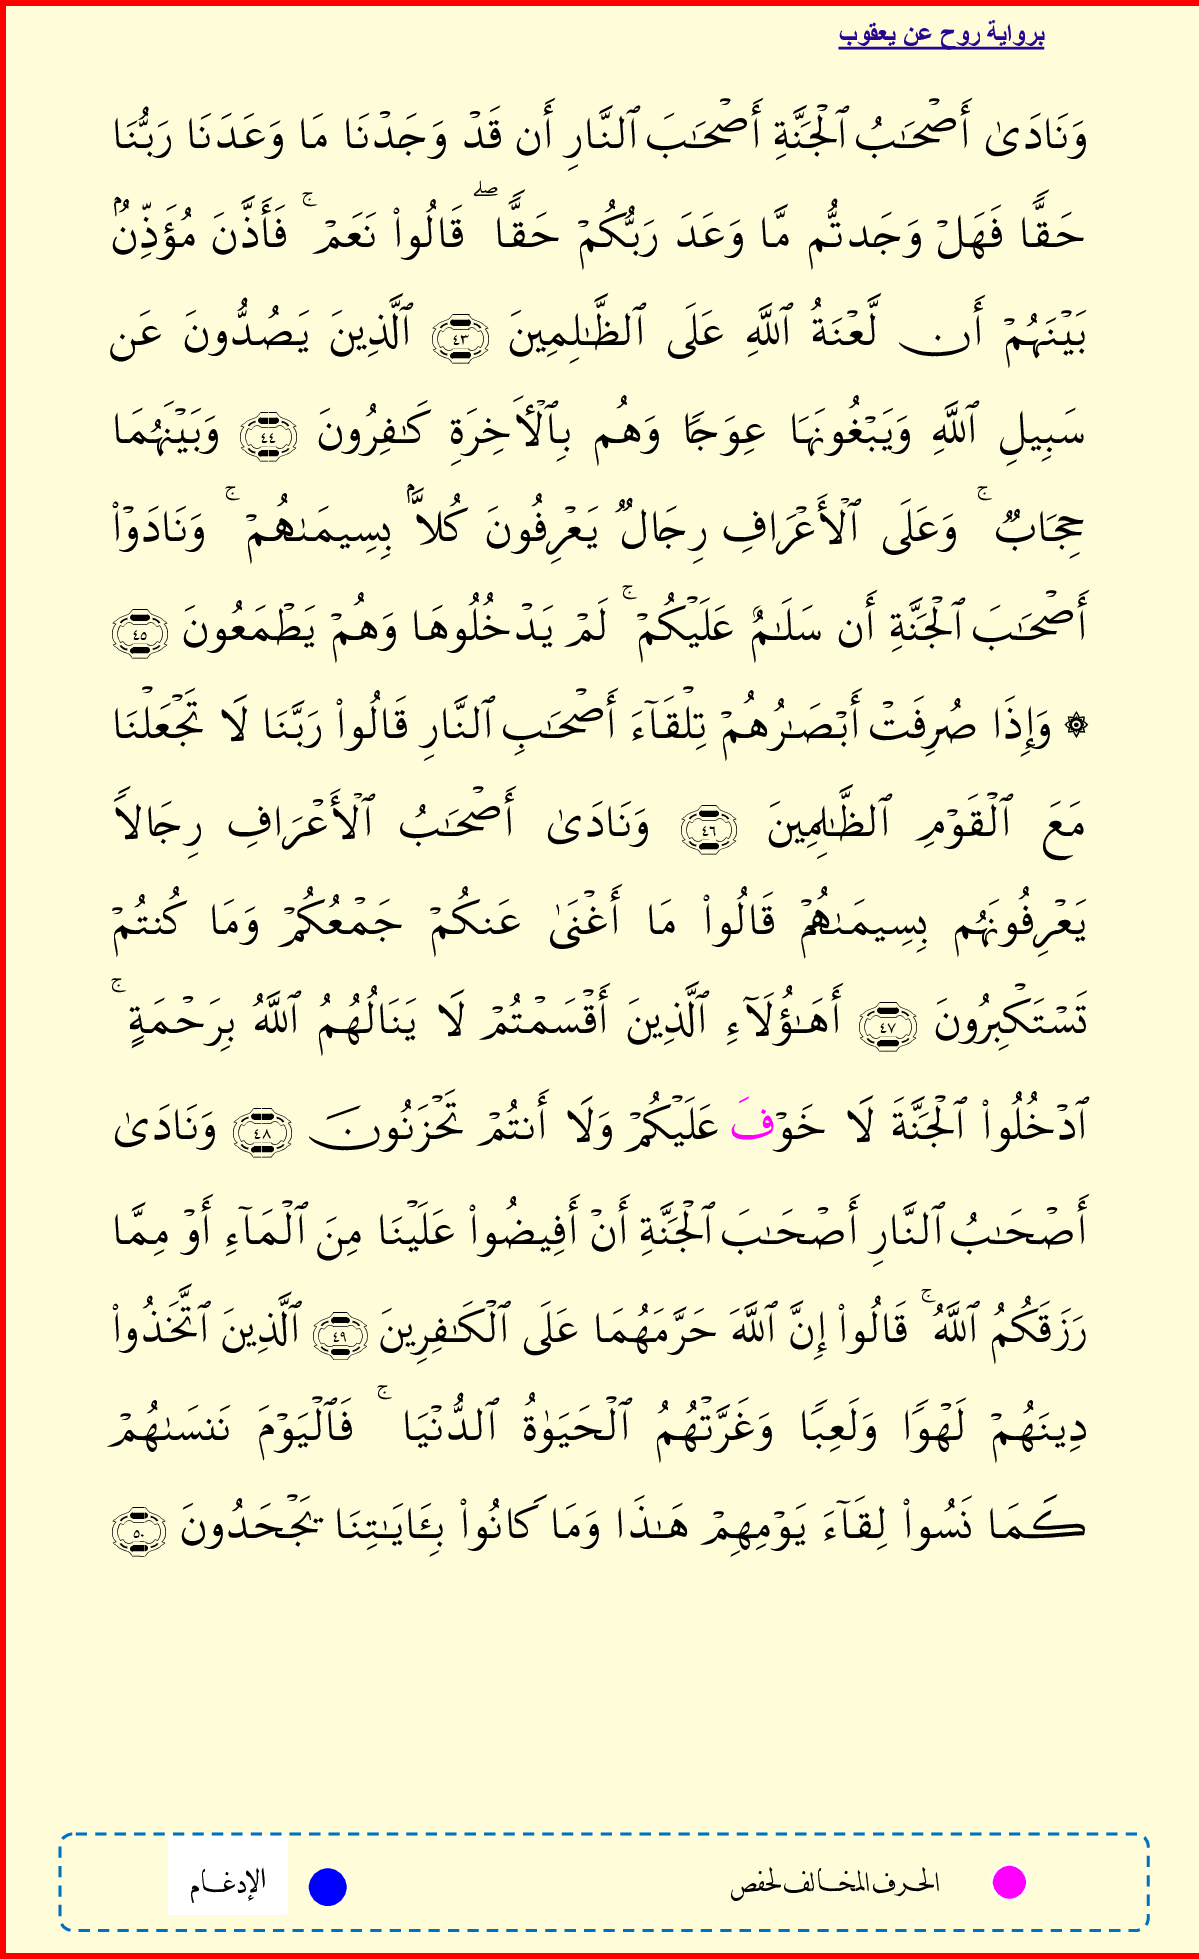 برواية روح عن يعقوب
وَنَادَىٰ أَصْحَـٰبُ ٱلْجَنَّةِ أَصْحَـٰبَ ٱلنَّارِ أَن قَدْ وَجَدْنَا مَا وَعَدَنَا رَبُّنَا
حَقًّا فَهَلْ وَجَدتُّم مَّا وَعَدَ رَبُّكُمْ حَقًّا ۖ قَالُوا۟ نَعَمْ ۚ فَأَذَّنَ مُؤَذِّنٌۢ
بَيْنَهُمْ أَن لَّعْنَةُ ٱللَّهِ عَلَى ٱلظَّـٰلِمِينَ ٤٣ ٱلَّذِينَ يَصُدُّونَ عَن
سَبِيلِ ٱللَّهِ وَيَبْغُونَهَا عِوَجًا وَهُم بِٱلْأَخِرَةِ كَـٰفِرُونَ ٤٤ وَبَيْنَهُمَا
حِجَابٌ ۚ وَعَلَى ٱلْأَعْرَافِ رِجَالٌ يَعْرِفُونَ كُلاًّۢ بِسِيمَىٰهُمْ ۚ وَنَادَوْا۟
أَصْحَـٰبَ ٱلْجَنَّةِ أَن سَلَـٰمٌ عَلَيْكُمْ ۚ لَمْ يَدْخُلُوهَا وَهُمْ يَطْمَعُونَ ٤٥
۞ وَإِذَا صُرِفَتْ أَبْصَـٰرُهُمْ تِلْقَآءَ أَصْحَـٰبِ ٱلنَّارِ قَالُوا۟ رَبَّنَا لَا تَجْعَلْنَا
مَعَ ٱلْقَوْمِ ٱلظَّـٰلِمِينَ ٤٦ وَنَادَىٰ أَصْحَـٰبُ ٱلْأَعْرَافِ رِجَالاً
يَعْرِفُونَهُم بِسِيمَىٰهُمْ قَالُوا۟ مَا أَغْنَىٰ عَنكُمْ جَمْعُكُمْ وَمَا كُنتُمْ
تَسْتَكْبِرُونَ ٤٧ أَهَـٰؤُلَآءِ ٱلَّذِينَ أَقْسَمْتُمْ لَا يَنَالُهُمُ ٱللَّهُ بِرَحْمَةٍ ۚ
ٱدْخُلُوا۟ ٱلْجَنَّةَ لَا خَوْفَ عَلَيْكُمْ وَلَا أَنتُمْ تَحْزَنُونَ ٤٨ وَنَادَىٰ
أَصْحَـٰبُ ٱلنَّارِ أَصْحَـٰبَ ٱلْجَنَّةِ أَنْ أَفِيضُوا۟ عَلَيْنَا مِنَ ٱلْمَآءِ أَوْ مِمَّا
رَزَقَكُمُ ٱللَّهُ ۚ قَالُوا۟ إِنَّ ٱللَّهَ حَرَّمَهُمَا عَلَى ٱلْكَـٰفِرِينَ ٤٩ ٱلَّذِينَ ٱتَّخَذُوا۟
دِينَهُمْ لَهْوًا وَلَعِبًا وَغَرَّتْهُمُ ٱلْحَيَوٰةُ ٱلدُّنْيَا ۚ فَٱلْيَوْمَ نَنسَىٰهُمْ
كَمَا نَسُوا۟ لِقَآءَ يَوْمِهِمْ هَـٰذَا وَمَا كَانُوا۟ بِـَٔايَـٰتِنَا يَجْحَدُونَ ٥٠
الحرف المخالف لحفص
الإدغام